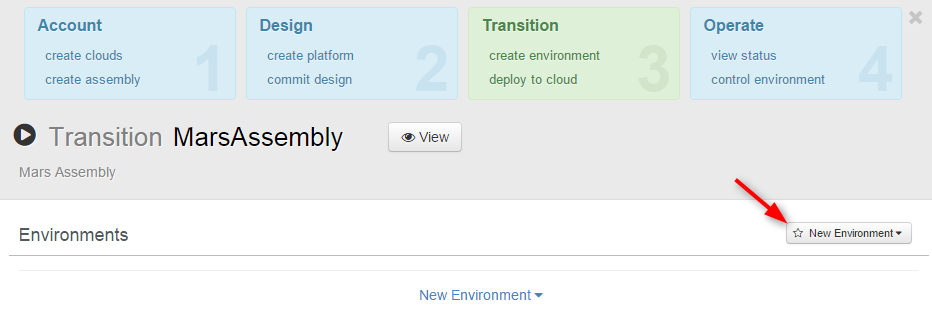 Account
create clouds
create assembly
1
Design
create platform
commit design
2
Transition
create environment
deploy to cloud
3
Operate
view status
control environment
4
Transition MarsAssembly
View
Mars Assembly
Environments
New Environment
New Environment